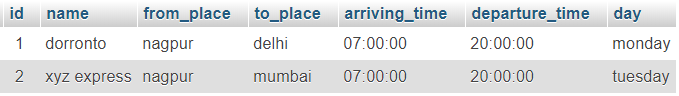 id name from_place to_place arriving_time departure_time day
1 dorronto nagpur delhi 07:00:00 20:00:00 monday
2 xyz express nagpur mumbai 07:00:00 20:00:00 tuesday